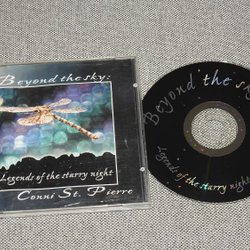 Beyond the sky:
Legends of the starry night
Conni St. Pierre
Beyond the sky
Legends of the starry night